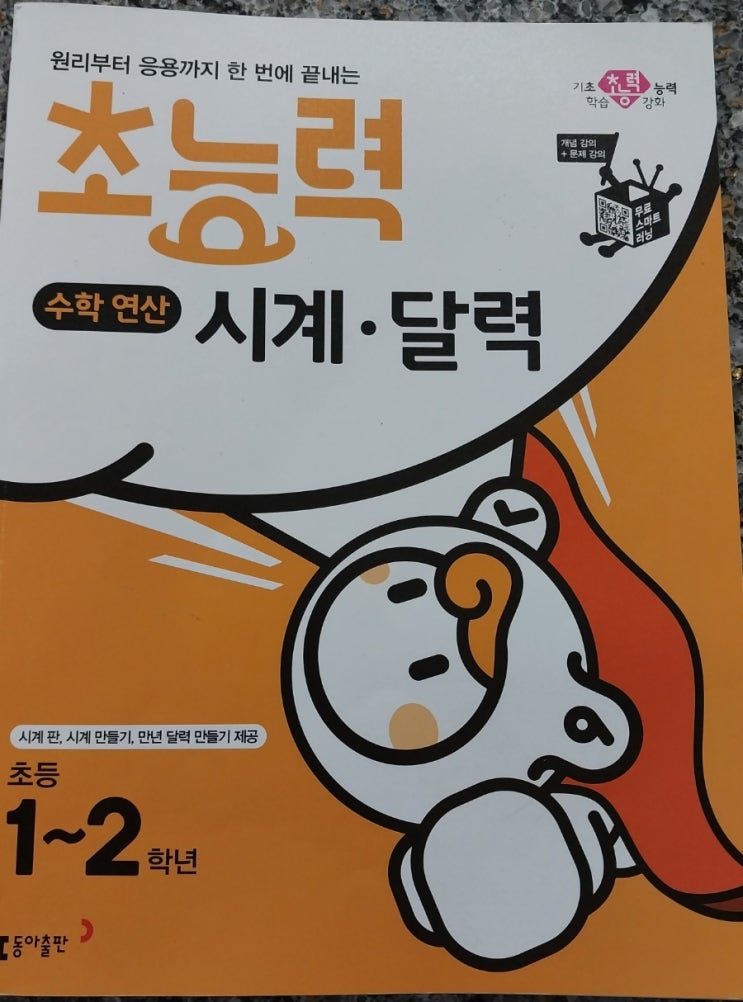 원리부터 응용까지 한 번에 끝내는
초능력
기초 초능력 능력
학습 강화
개념 강의
+ 문제 강의
무료
스마트
러닝
수학 연산 시계·달력
시계 판, 시계 만들기, 만년 달력 만들기 제공
초등
1~2학년
동아출판